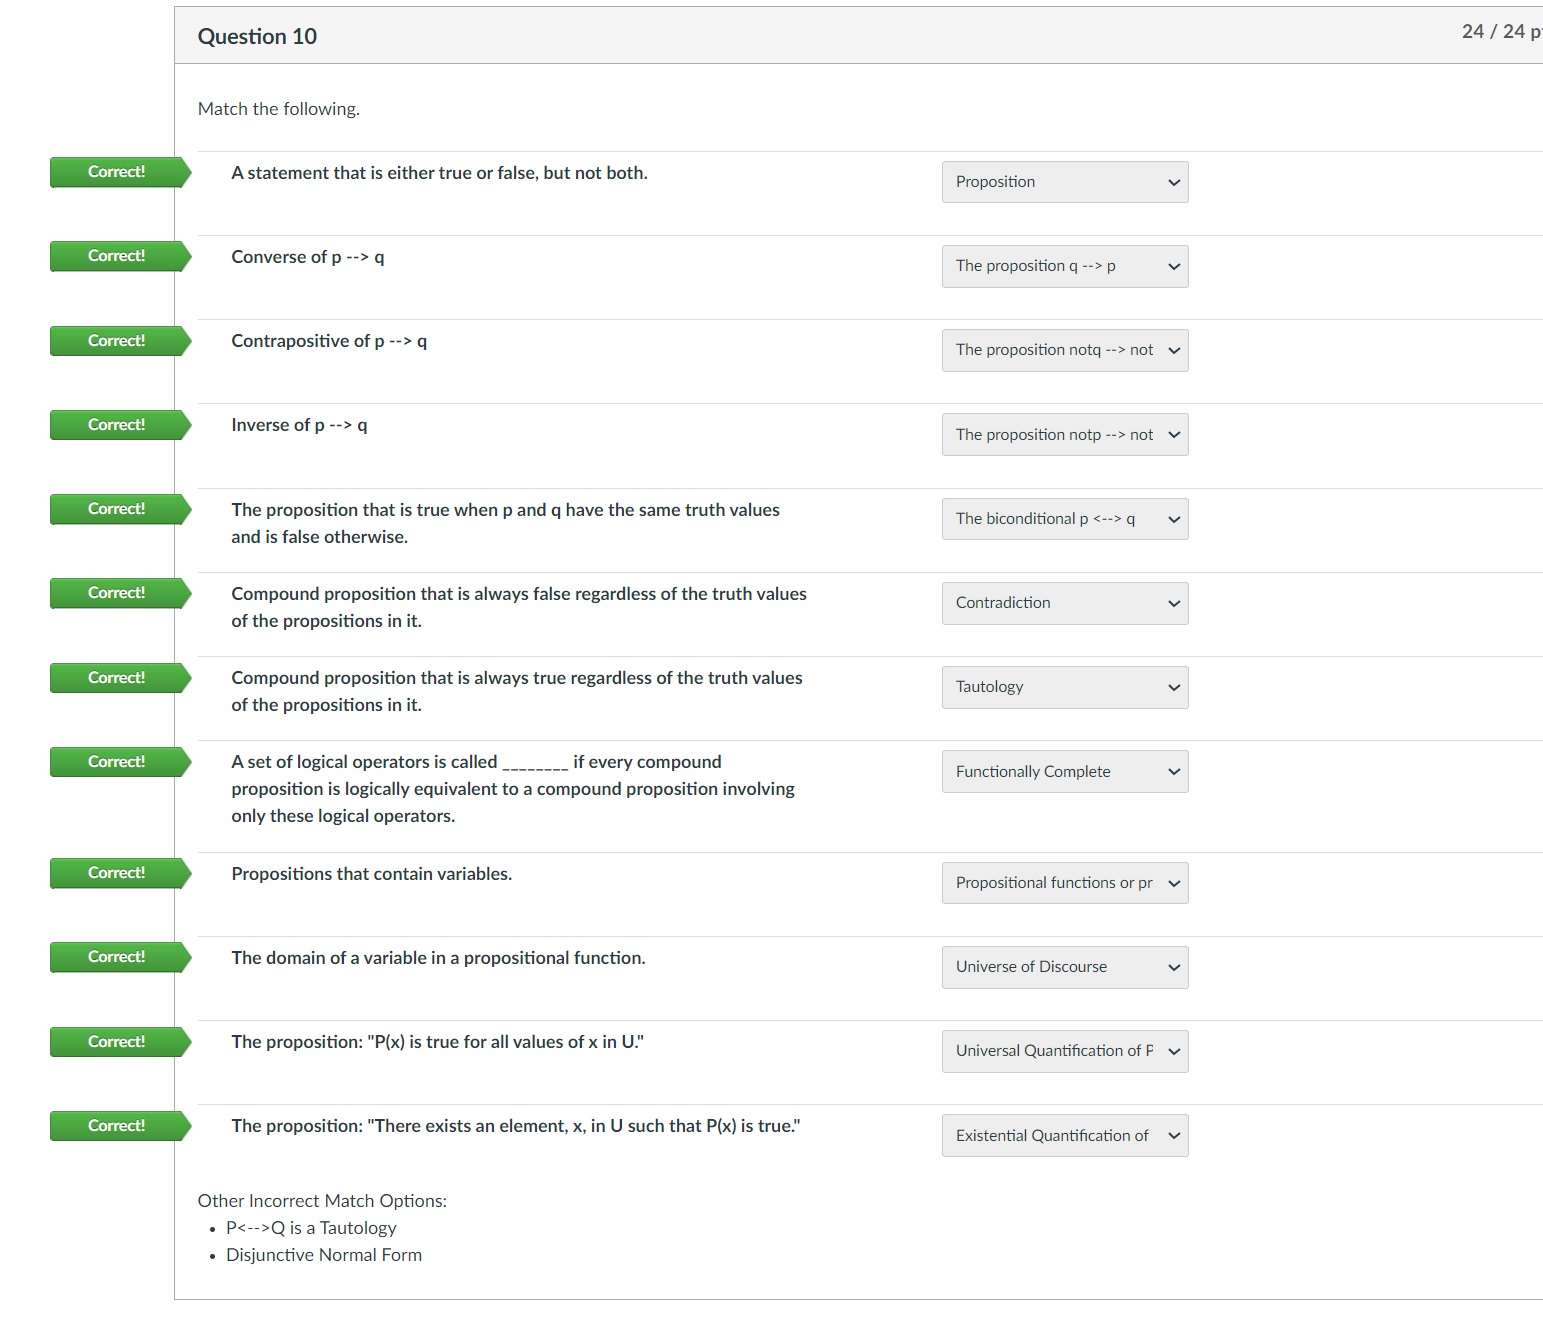 Question 10
24 / 24 p
Match the following.
Correct!
A statement that is either true or false, but not both.
Proposition
Correct!
Converse of p --> q
The proposition q --> p
Correct!
Contrapositive of p --> q
The proposition notq --> not
Correct!
Inverse of p --> q
The proposition notp --> not
Correct!
The proposition that is true when p and q have the same truth values
and is false otherwise.
The biconditional p <--> q
Correct!
Compound proposition that is always false regardless of the truth values
of the propositions in it.
Contradiction
Correct!
Compound proposition that is always true regardless of the truth values
of the propositions in it.
Tautology
Correct!
A set of logical operators is called ________ if every compound
proposition is logically equivalent to a compound proposition involving
only these logical operators.
Functionally Complete
Correct!
Propositions that contain variables.
Propositional functions or pr
Correct!
The domain of a variable in a propositional function.
Universe of Discourse
Correct!
The proposition: "P(x) is true for all values of x in U."
Universal Quantification of P
Correct!
The proposition: "There exists an element, x, in U such that P(x) is true."
Existential Quantification of
Other Incorrect Match Options:
• P<-->Q is a Tautology
• Disjunctive Normal Form